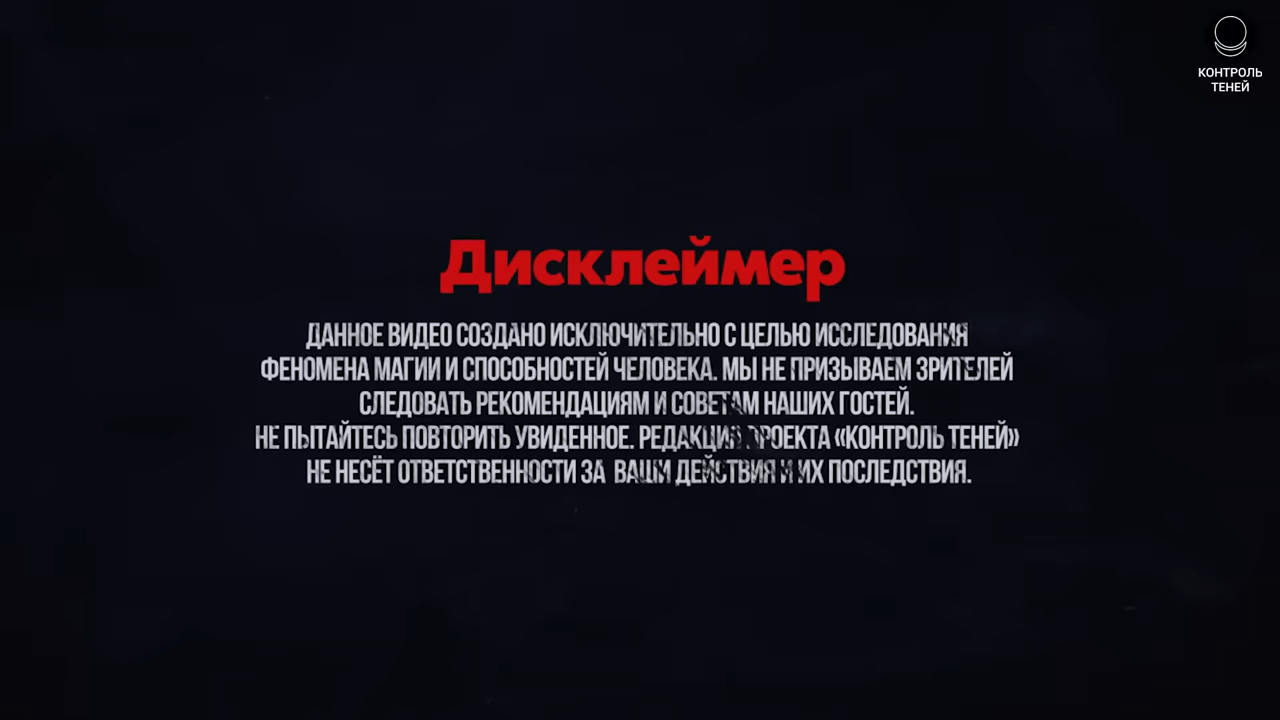 КОНТРОЛЬ
ТЕНЕЙ
Дисклеймер
ДАННОЕ ВИДЕО СОЗДАНО ИСКЛЮЧИТЕЛЬНО С ЦЕЛЬЮ ИССЛЕДОВАНИЯ
ФЕНОМЕНА МАГИИ И СПОСОБНОСТЕЙ ЧЕЛОВЕКА. МЫ НЕ ПРИЗЫВАЕМ ЗРИТЕЛЕЙ
СЛЕДОВАТЬ РЕКОМЕНДАЦИЯМ И СОВЕТАМ НАШИХ ГОСТЕЙ.
НЕ ПЫТАЙТЕСЬ ПОВТОРИТЬ УВИДЕННОЕ. РЕДАКЦИЯ ПРОЕКТА «КОНТРОЛЬ ТЕНЕЙ»
НЕ НЕСЁТ ОТВЕТСТВЕННОСТИ ЗА ВАШИ ДЕЙСТВИЯ И ИХ ПОСЛЕДСТВИЯ.